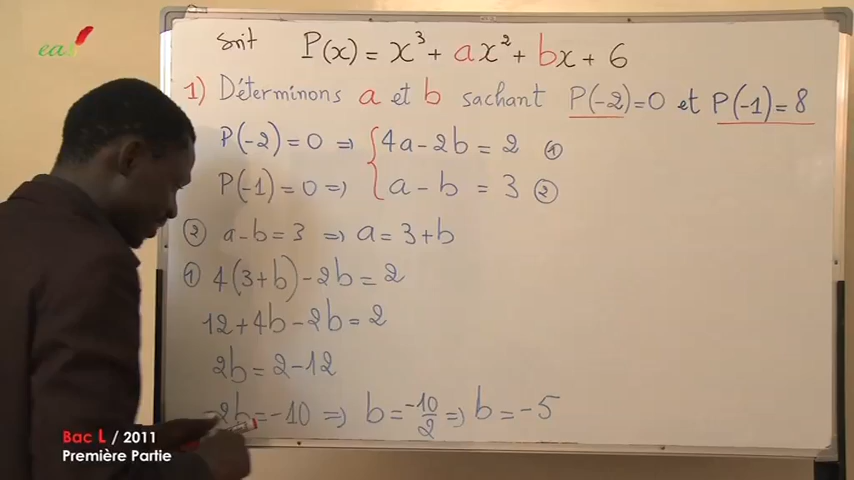 ea
soit P(x) = x³ + ax² + bx + 6
1) Déterminons a et b sachant P(-2)=0 et P(-1)=8
P(-2)=0 ⇒ { 4a-2b = 2 ①
P(-1)=0 ⇒ { a-b = 3 ②
② a-b=3 ⇒ a=3+b
① 4(3+b)-2b=2
12+4b-2b=2
2b=2-12
2b=-10 ⇒ b=-10/2 ⇒ b=-5
Bac L / 2011
Première Partie